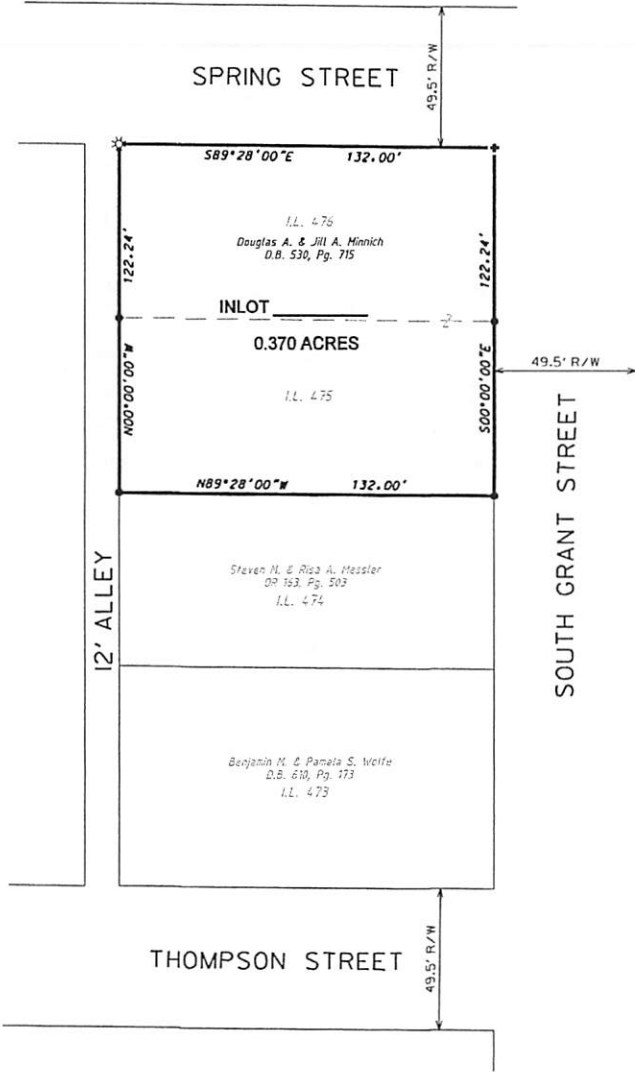 SPRING STREET
49.5' R/W
S89°28'00"E 132.00'
I.L. 476
Douglas A. & Jill A. Minnich
D.B. 530, Pg. 715
122.24'
122.24'
INLOT
Z
0.370 ACRES
N00°00'00"W
S00°00'00"E
49.5' R/W
I.L. 475
N89°28'00"W 132.00'
SOUTH GRANT STREET
12' ALLEY
Steven M. & Risa A. Messler
OR 163, Pg. 503
I.L. 474
Benjamin M. & Pamela S. Wolfe
D.B. 610, Pg. 173
I.L. 473
THOMPSON STREET
49.5' R/W